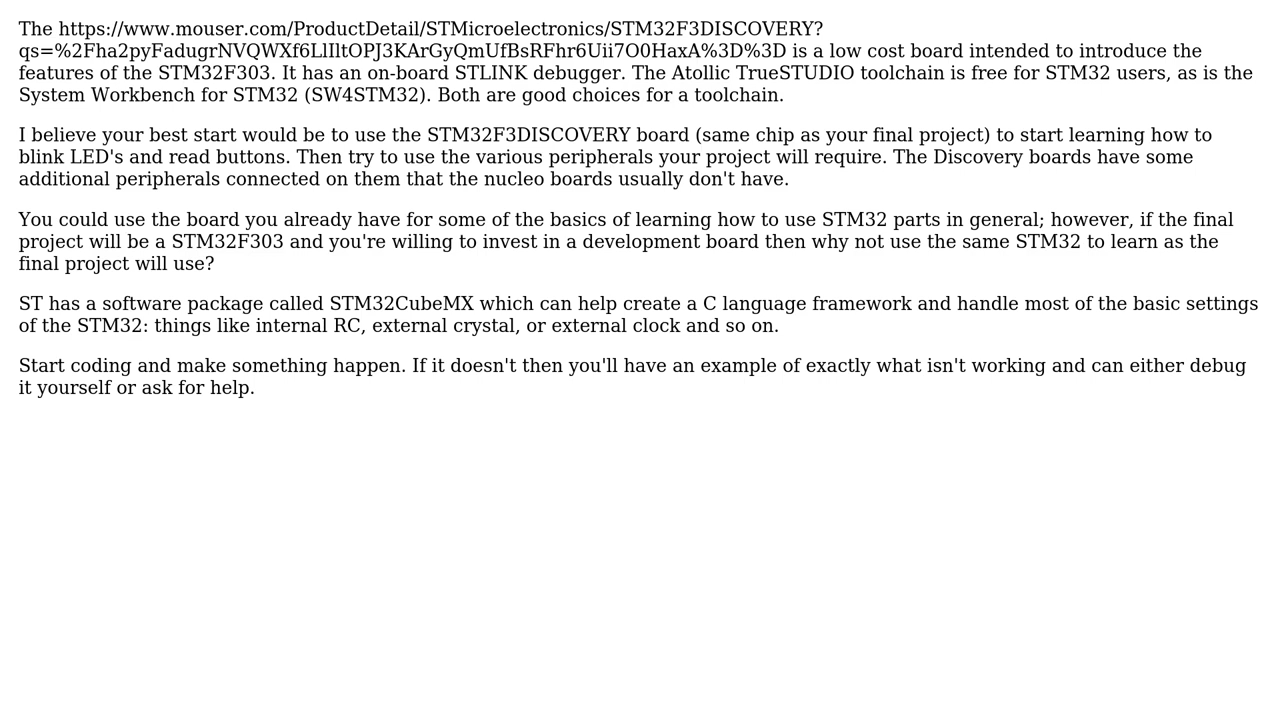 The https://www.mouser.com/ProductDetail/STMicroelectronics/STM32F3DISCOVERY?
qs=%2Fha2pyFadugrNVQWXf6LlIltOPJ3KArGyQmUfBsRFhr6Uii7O0HaxA%3D%3D is a low cost board intended to introduce the
features of the STM32F303. It has an on-board STLINK debugger. The Atollic TrueSTUDIO toolchain is free for STM32 users, as is the
System Workbench for STM32 (SW4STM32). Both are good choices for a toolchain.
I believe your best start would be to use the STM32F3DISCOVERY board (same chip as your final project) to start learning how to
blink LED's and read buttons. Then try to use the various peripherals your project will require. The Discovery boards have some
additional peripherals connected on them that the nucleo boards usually don't have.
You could use the board you already have for some of the basics of learning how to use STM32 parts in general; however, if the final
project will be a STM32F303 and you're willing to invest in a development board then why not use the same STM32 to learn as the
final project will use?
ST has a software package called STM32CubeMX which can help create a C language framework and handle most of the basic settings
of the STM32: things like internal RC, external crystal, or external clock and so on.
Start coding and make something happen. If it doesn't then you'll have an example of exactly what isn't working and can either debug
it yourself or ask for help.